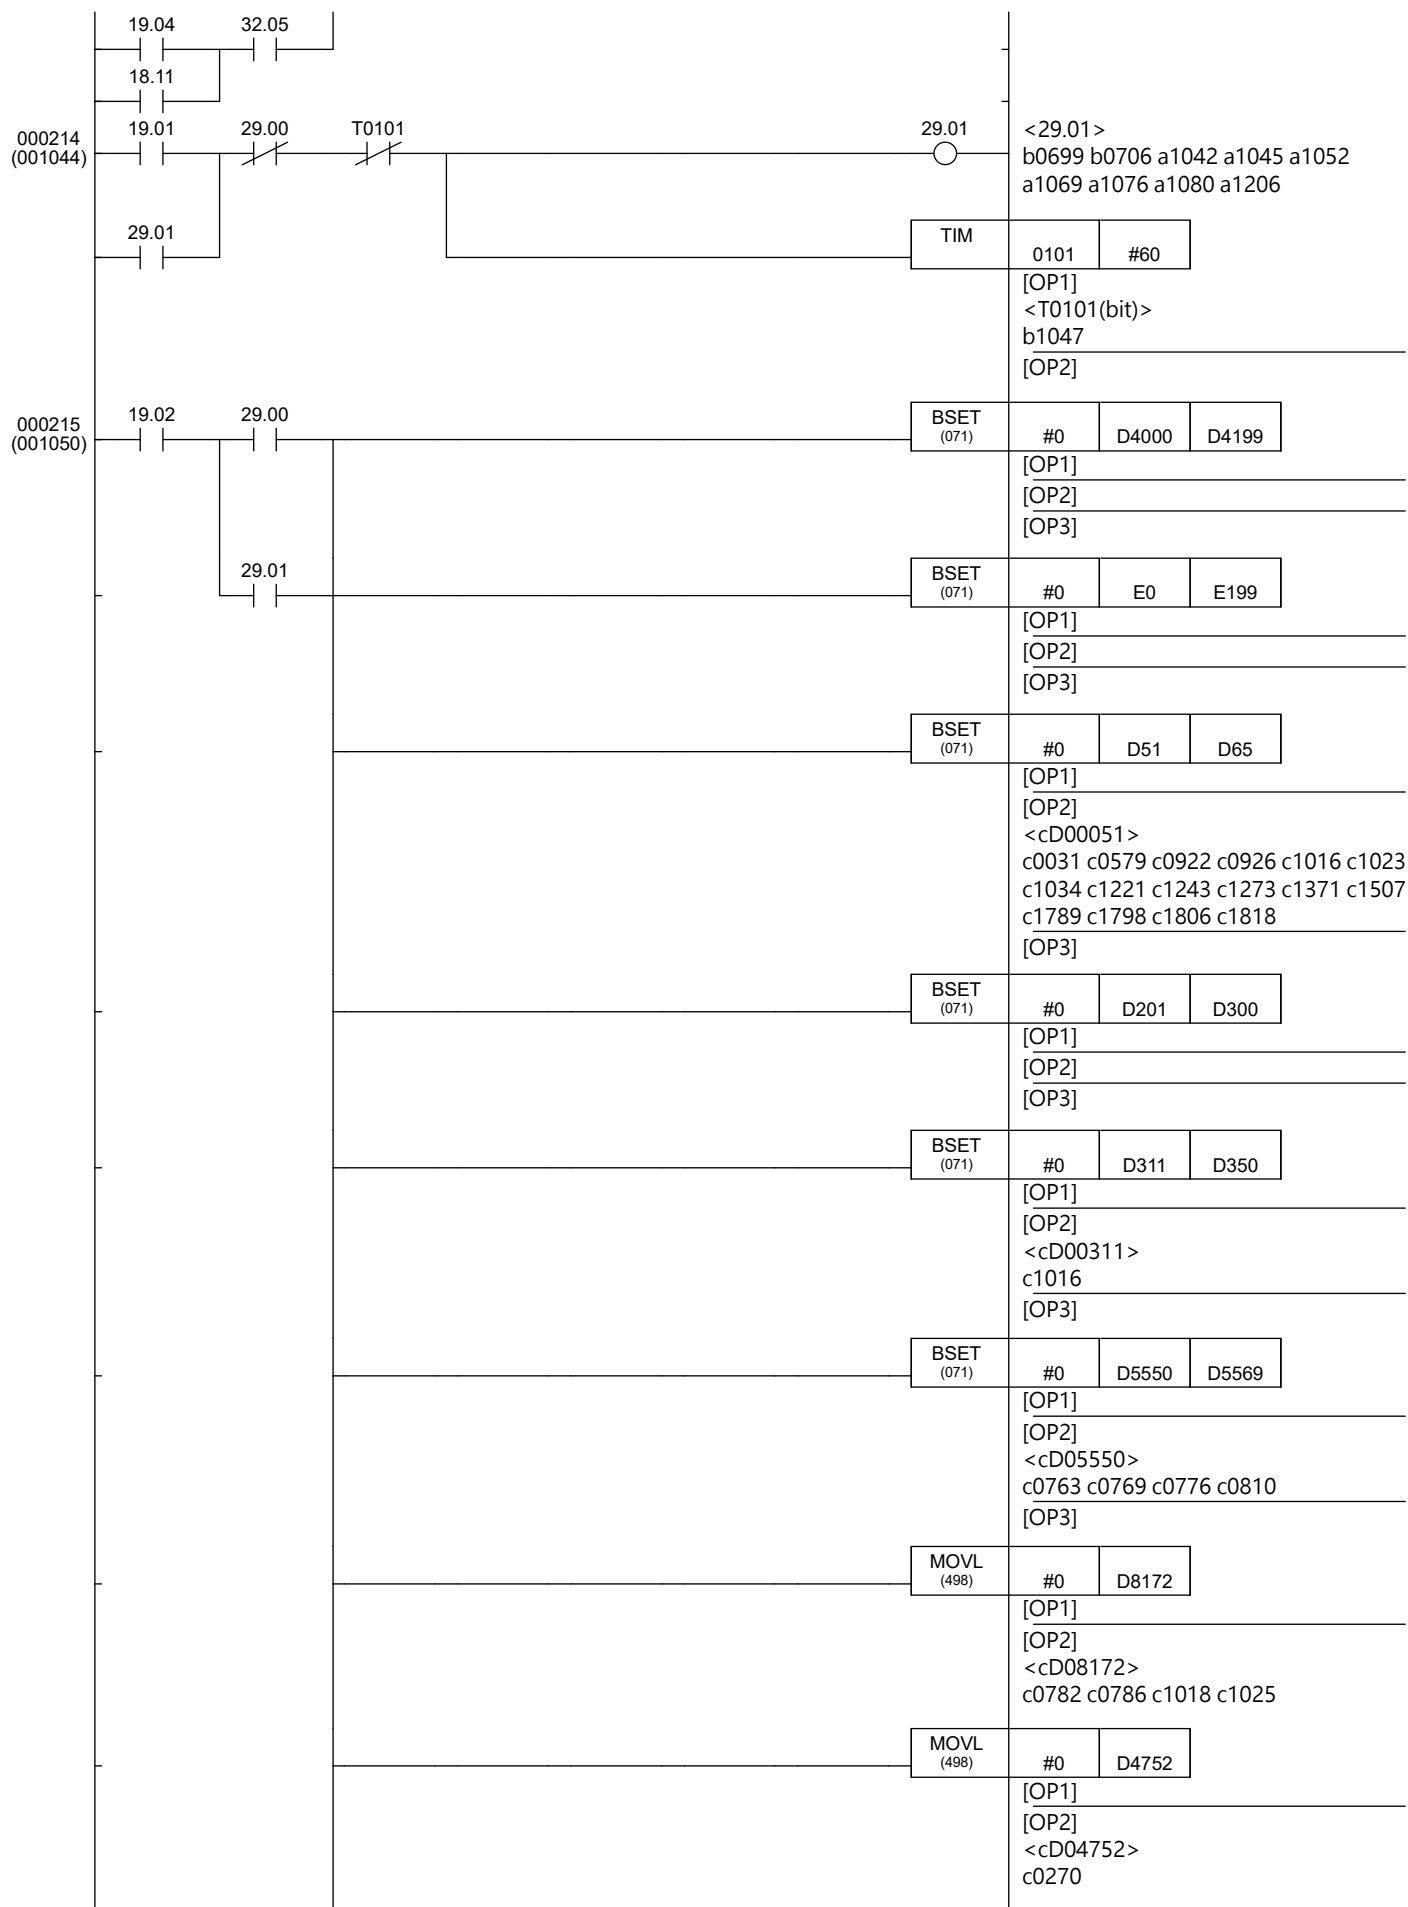 19.04 32.05
18.11
000214
(001044)
19.01 29.00 T0101 29.01
<29.01>
b0699 b0706 a1042 a1045 a1052
a1069 a1076 a1080 a1206
29.01
TIM
0101 #60
[OP1]
<T0101(bit)>
b1047
[OP2]
000215
(001050)
19.02 29.00
BSET
(071)
#0 D4000 D4199
[OP1]
[OP2]
[OP3]
29.01
BSET
(071)
#0 E0 E199
[OP1]
[OP2]
[OP3]
BSET
(071)
#0 D51 D65
[OP1]
[OP2]
<cD00051>
c0031 c0579 c0922 c0926 c1016 c1023
c1034 c1221 c1243 c1273 c1371 c1507
c1789 c1798 c1806 c1818
[OP3]
BSET
(071)
#0 D201 D300
[OP1]
[OP2]
[OP3]
BSET
(071)
#0 D311 D350
[OP1]
[OP2]
<cD00311>
c1016
[OP3]
BSET
(071)
#0 D5550 D5569
[OP1]
[OP2]
<cD05550>
c0763 c0769 c0776 c0810
[OP3]
MOVL
(498)
#0 D8172
[OP1]
[OP2]
<cD08172>
c0782 c0786 c1018 c1025
MOVL
(498)
#0 D4752
[OP1]
[OP2]
<cD04752>
c0270